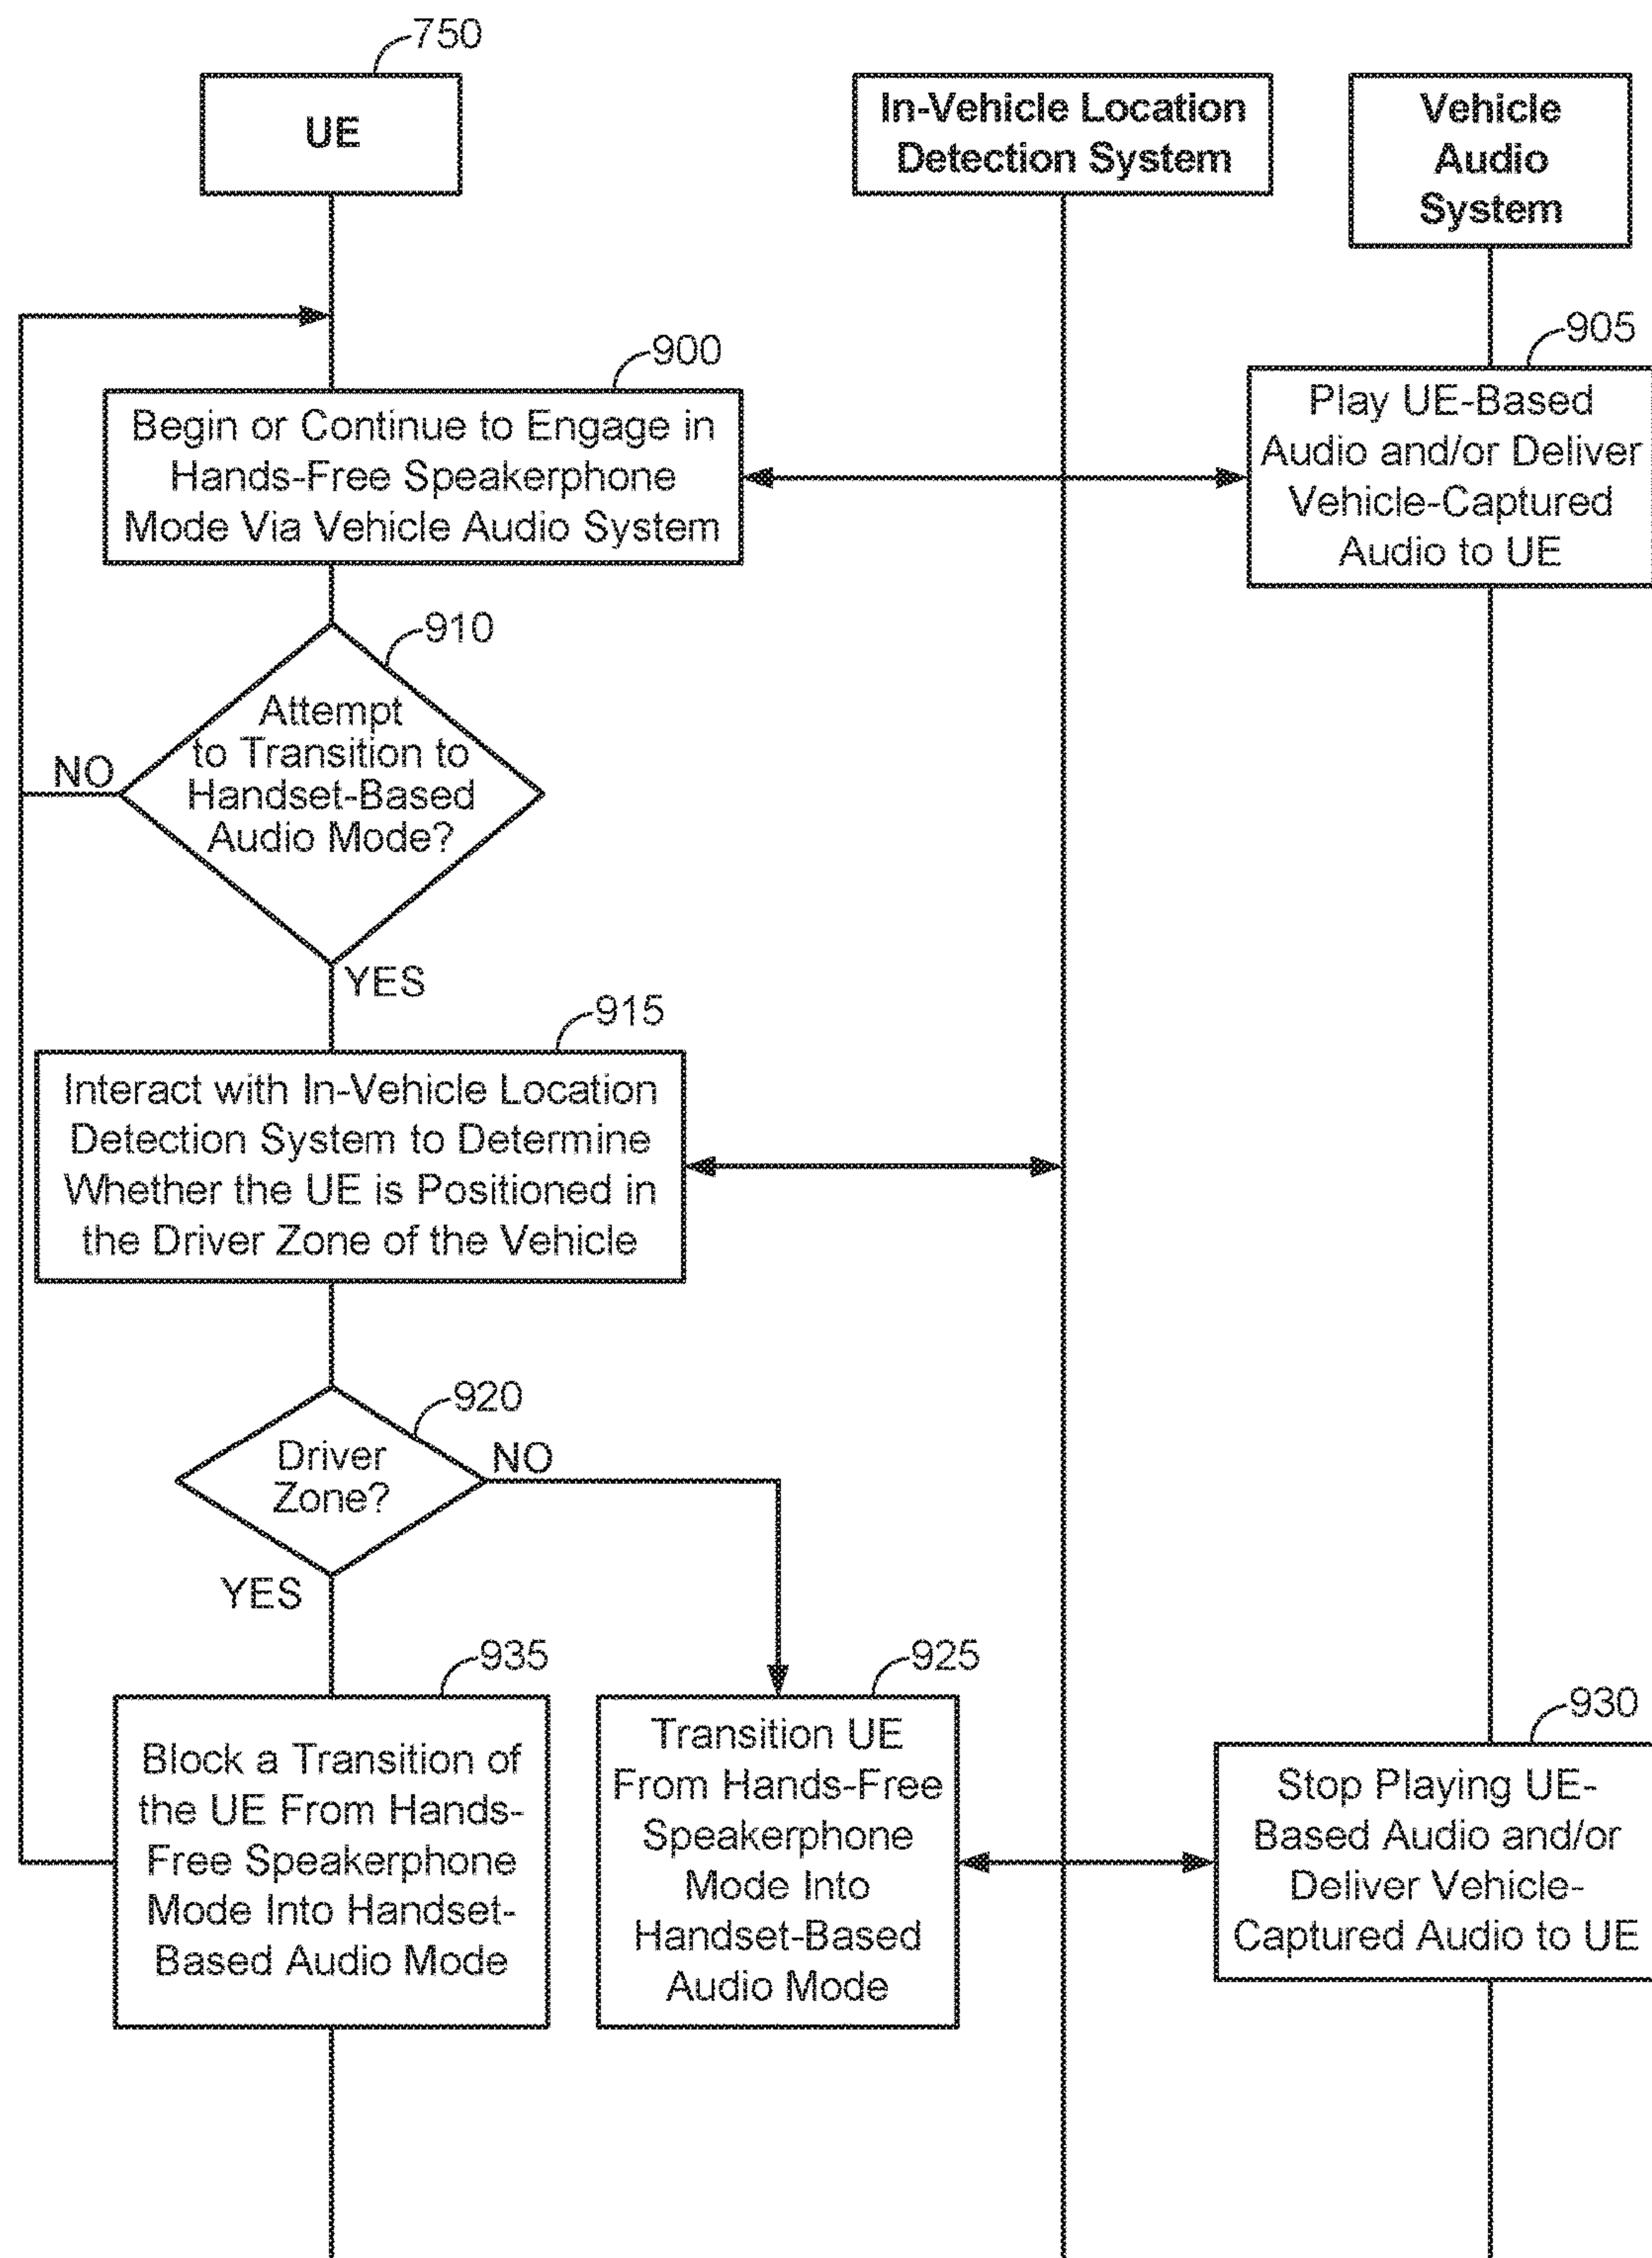 750
UE
In-Vehicle Location
Detection System
Vehicle
Audio
System
900
Begin or Continue to Engage in
Hands-Free Speakerphone
Mode Via Vehicle Audio System
905
Play UE-Based
Audio and/or Deliver
Vehicle-Captured
Audio to UE
910
Attempt
to Transition to
Handset-Based
Audio Mode?
NO
YES
915
Interact with In-Vehicle Location
Detection System to Determine
Whether the UE is Positioned in
the Driver Zone of the Vehicle
920
Driver
Zone?
NO
YES
935
Block a Transition of
the UE From Hands-
Free Speakerphone
Mode Into Handset-
Based Audio Mode
925
Transition UE
From Hands-Free
Speakerphone
Mode Into
Handset-Based
Audio Mode
930
Stop Playing UE-
Based Audio and/or
Deliver Vehicle-
Captured Audio to UE